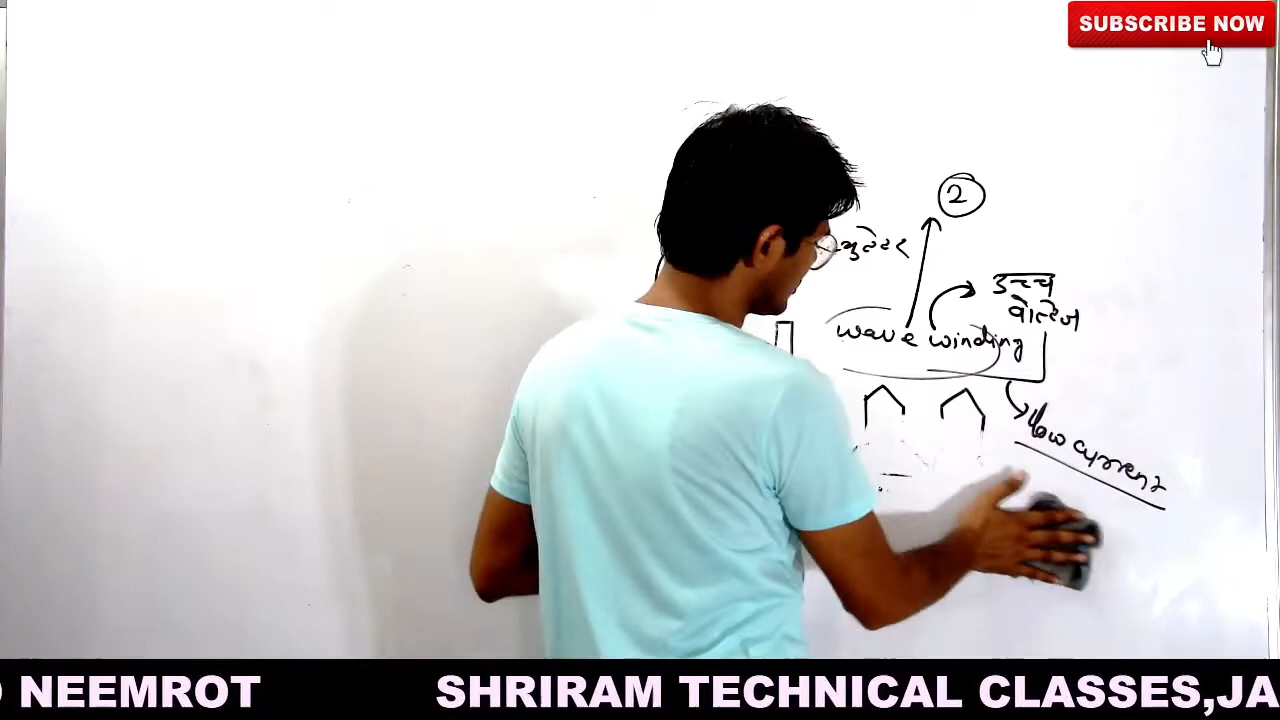 SUBSCRIBE NOW
2
उच्च
वोल्टेज
wave winding
low current
NEEMROT SHRIRAM TECHNICAL CLASSES,JA